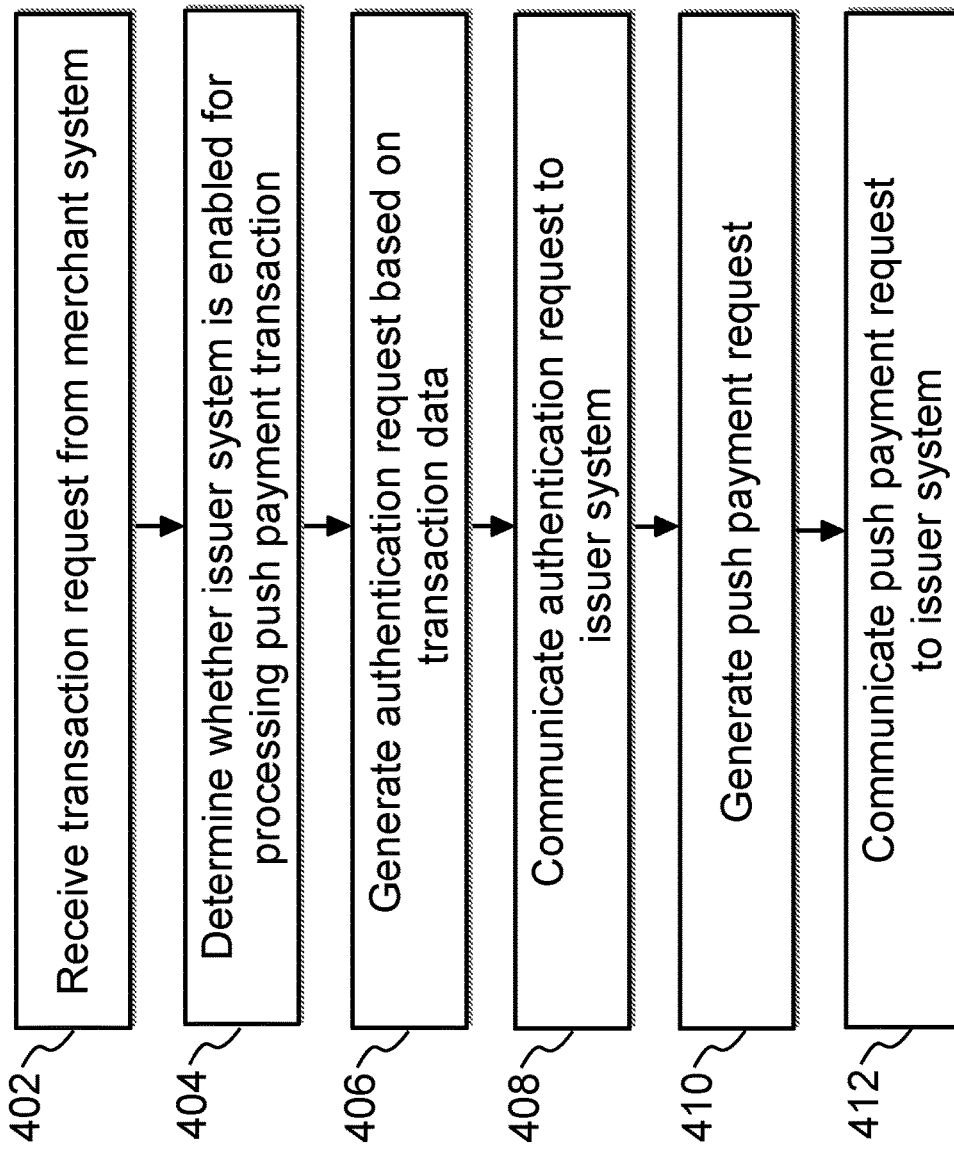 402
Receive transaction request from merchant system
404
Determine whether issuer system is enabled for
processing push payment transaction
406
Generate authentication request based on
transaction data
408
Communicate authentication request to
issuer system
410
Generate push payment request
412
Communicate push payment request
to issuer system